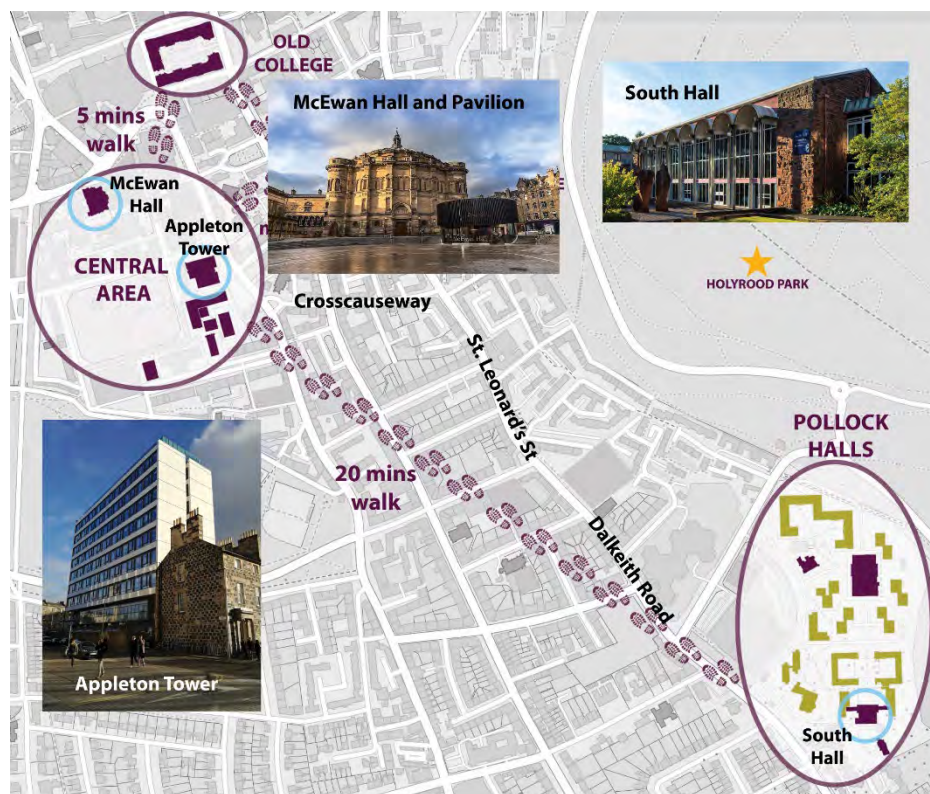 OLD
COLLEGE
5 mins
walk
McEwan Hall and Pavilion
South Hall
McEwan
Hall
Appleton
Tower
CENTRAL
AREA
HOLYROOD PARK
Crosscauseway
St. Leonard's St
POLLOCK
HALLS
20 mins
walk
Dalkeith Road
Appleton Tower
South
Hall